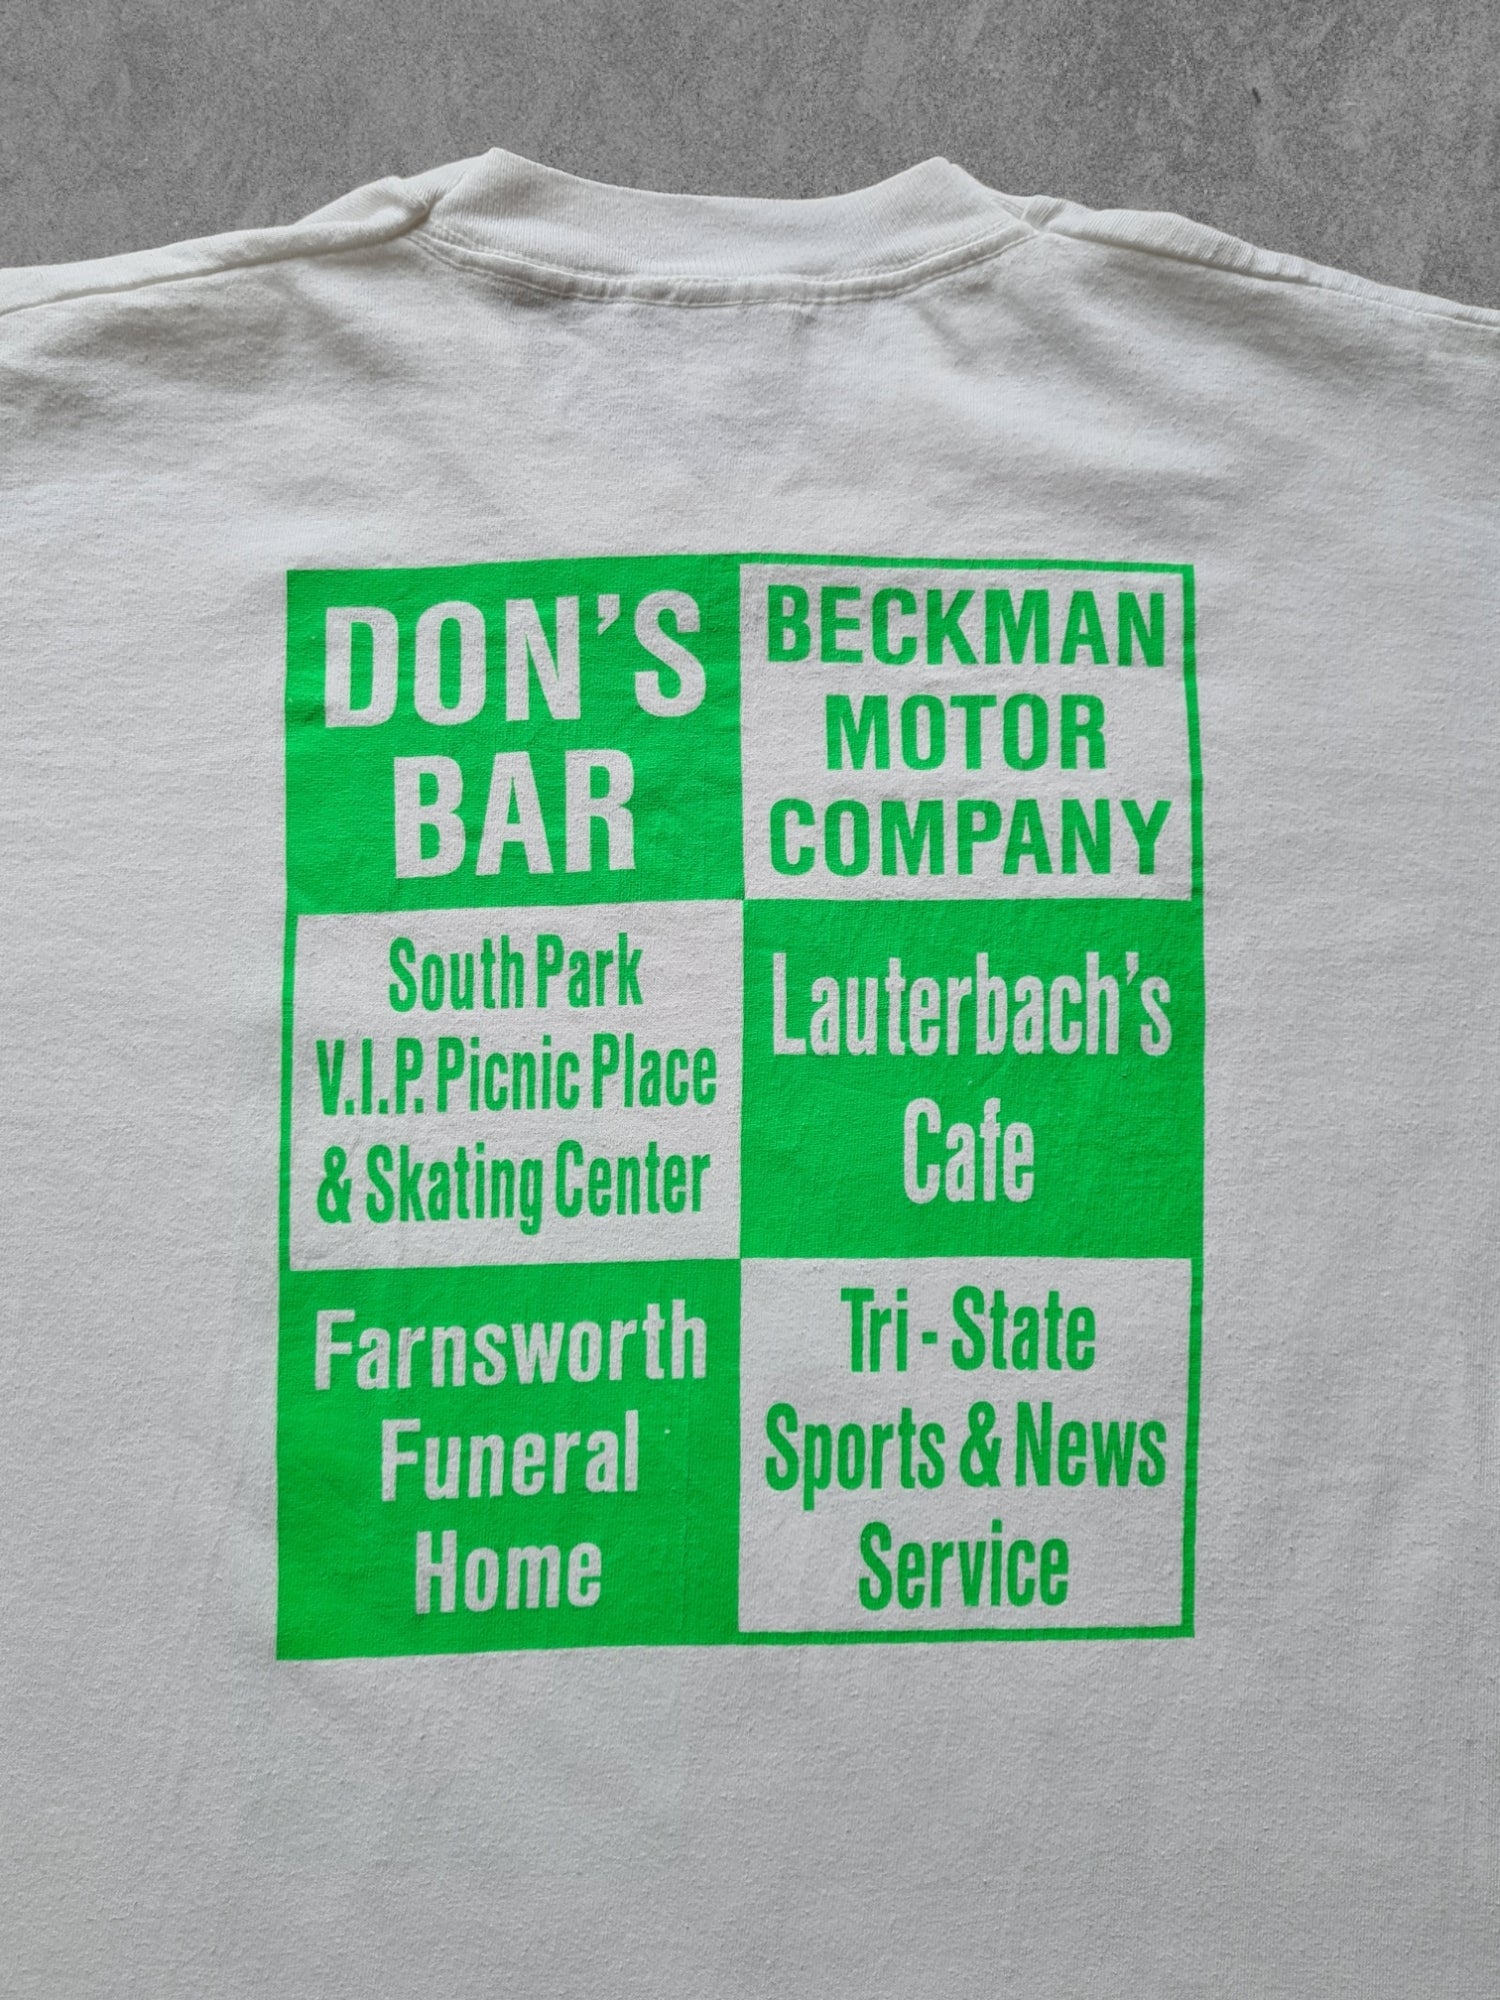 DON'S
BAR
BECKMAN
MOTOR
COMPANY
South Park
V.I.P. Picnic Place
& Skating Center
Lauterbach's
Cafe
Farnsworth
Funeral
Home
Tri - State
Sports & News
Service